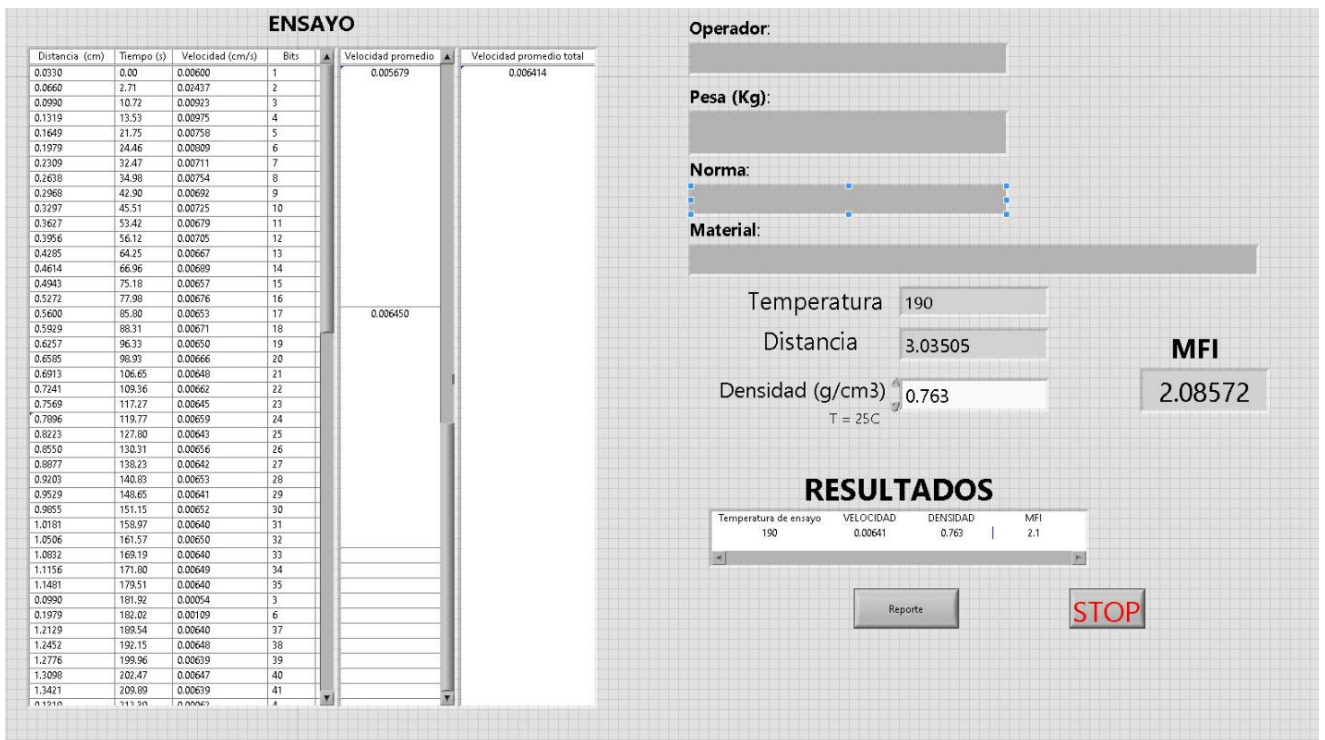 ENSAYO
Distancia (cm) Tiempo (s) Velocidad (cm/s) Bits Velocidad promedio Velocidad promedio total
0.0330 0.00 0.00600 1 0.005679 0.006414
0.0660 2.71 0.02437 2
0.0990 10.72 0.00923 3
0.1319 13.53 0.00975 4
0.1649 21.75 0.00758 5
0.1979 24.46 0.00809 6
0.2309 32.47 0.00711 7
0.2638 34.98 0.00754 8
0.2968 42.90 0.00692 9
0.3297 45.51 0.00725 10
0.3627 53.42 0.00679 11
0.3956 56.12 0.00705 12
0.4285 64.25 0.00667 13
0.4614 66.96 0.00689 14
0.4943 75.18 0.00657 15
0.5272 77.98 0.00676 16
0.5600 85.80 0.00653 17 0.006450
0.5929 88.31 0.00671 18
0.6257 96.33 0.00650 19
0.6585 98.93 0.00666 20
0.6913 106.65 0.00648 21
0.7241 109.36 0.00662 22
0.7569 117.27 0.00645 23
0.7896 119.77 0.00659 24
0.8223 127.80 0.00643 25
0.8550 130.31 0.00656 26
0.8877 138.23 0.00642 27
0.9203 140.83 0.00653 28
0.9529 148.65 0.00641 29
0.9855 151.15 0.00652 30
1.0181 158.97 0.00640 31
1.0506 161.57 0.00650 32
1.0832 169.19 0.00640 33
1.1156 171.80 0.00649 34
1.1481 179.51 0.00640 35
0.0990 181.92 0.00054 3
0.1979 182.02 0.00109 6
1.2129 189.54 0.00640 37
1.2452 192.15 0.00648 38
1.2776 199.96 0.00639 39
1.3098 202.47 0.00647 40
1.3421 209.89 0.00639 41
Operador:
Pesa (Kg):
Norma:
Material:
Temperatura 190
Distancia 3.03505
Densidad (g/cm3) 0.763
T = 25C
MFI
2.08572
RESULTADOS
Temperatura de ensayo VELOCIDAD DENSIDAD MFI
190 0.00641 0.763 2.1
Reporte
STOP